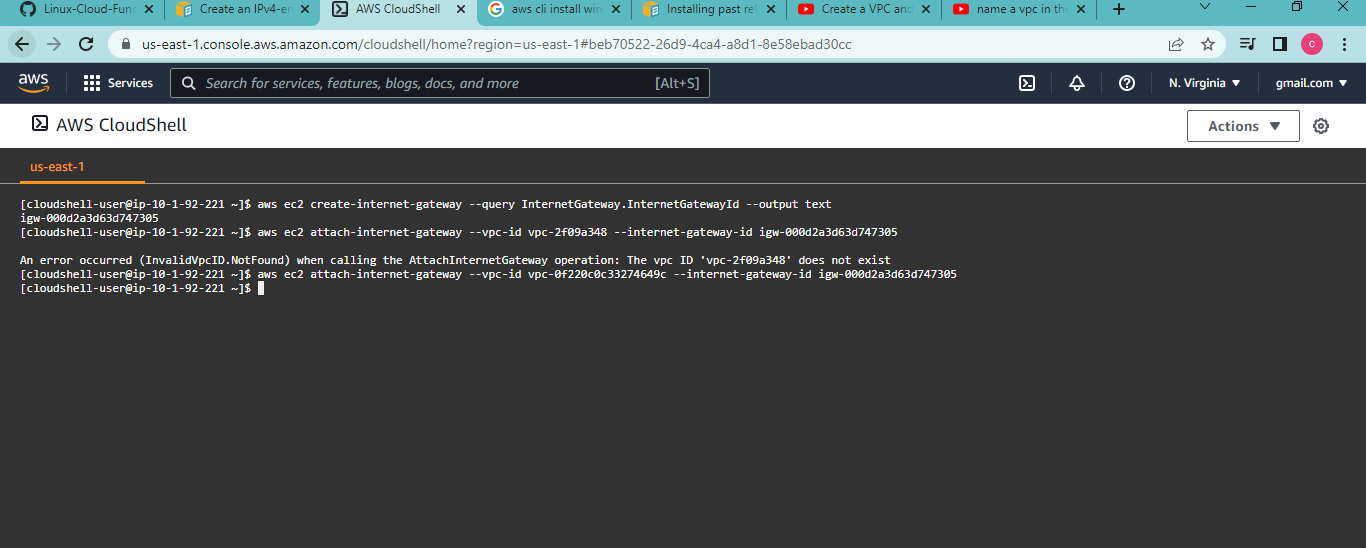 Linux-Cloud-Fun
Create an IPv4-en
AWS CloudShell
aws cli install win
Installing past rel
Create a VPC and
name a vpc in the
us-east-1.console.aws.amazon.com/cloudshell/home?region=us-east-1#beb70522-26d9-4ca4-a8d1-8e58ebad30cc
c
aws
Services
Search for services, features, blogs, docs, and more
[Alt+S]
N. Virginia
gmail.com
AWS CloudShell
Actions
us-east-1
[cloudshell-user@ip-10-1-92-221 ~]$ aws ec2 create-internet-gateway --query InternetGateway.InternetGatewayId --output text
igw-000d2a3d63d747305
[cloudshell-user@ip-10-1-92-221 ~]$ aws ec2 attach-internet-gateway --vpc-id vpc-2f09a348 --internet-gateway-id igw-000d2a3d63d747305
An error occurred (InvalidVpcID.NotFound) when calling the AttachInternetGateway operation: The vpc ID 'vpc-2f09a348' does not exist
[cloudshell-user@ip-10-1-92-221 ~]$ aws ec2 attach-internet-gateway --vpc-id vpc-0f220c0c33274649c --internet-gateway-id igw-000d2a3d63d747305
[cloudshell-user@ip-10-1-92-221 ~]$